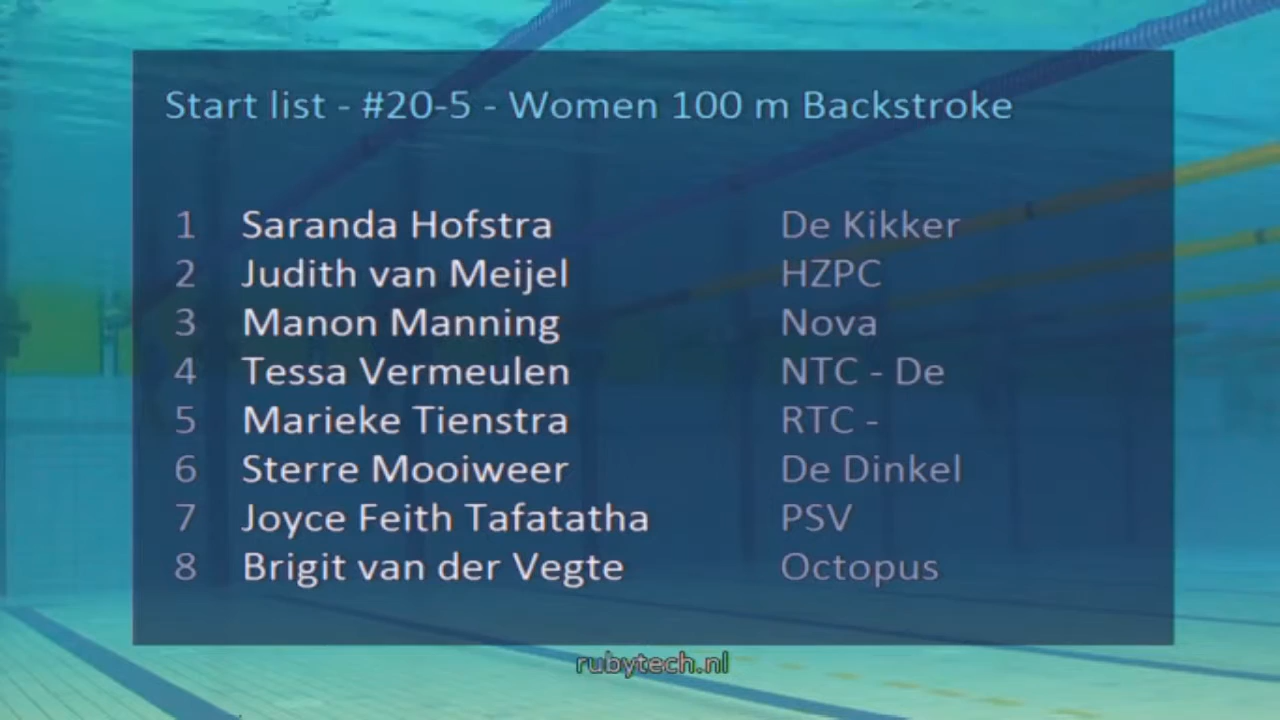 Start list - #20-5 - Women 100 m Backstroke
1 Saranda Hofstra De Kikker
2 Judith van Meijel HZPC
3 Manon Manning Nova
4 Tessa Vermeulen NTC - De
5 Marieke Tienstra RTC -
6 Sterre Mooiweer De Dinkel
7 Joyce Feith Tafatatha PSV
8 Brigit van der Vegte Octopus
rubytech.nl